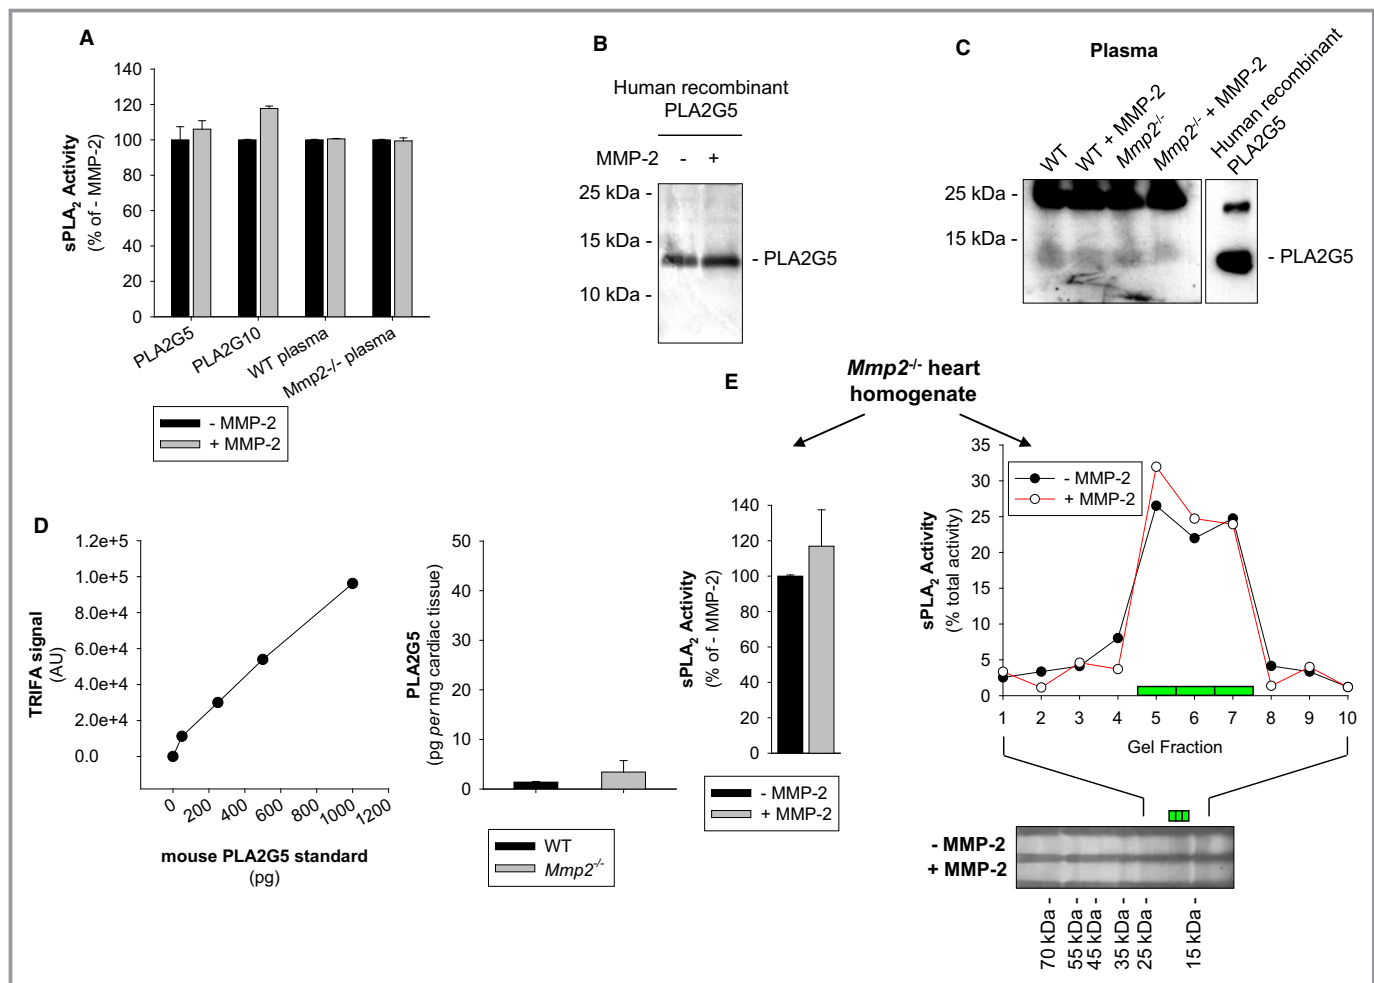 A
140
120
100
80
60
40
20
0
sPLA2 Activity
(% of - MMP-2)
PLA2G5
PLA2G10
WT plasma
Mmp2-/- plasma
- MMP-2
+ MMP-2
B
Human recombinant
PLA2G5
MMP-2 - +
25 kDa -
15 kDa -
10 kDa -
- PLA2G5
C
Plasma
WT
WT + MMP-2
Mmp2-/-
Mmp2-/- + MMP-2
Human recombinant
PLA2G5
25 kDa -
15 kDa -
- PLA2G5
D
1.2e+5
1.0e+5
8.0e+4
6.0e+4
4.0e+4
2.0e+4
0.0
TRIFA signal
(AU)
0 200 400 600 800 1000 1200
mouse PLA2G5 standard
(pg)
50
40
30
20
10
0
PLA2G5
(pg per mg cardiac tissue)
WT
Mmp2-/-
E
Mmp2-/- heart
homogenate
140
120
100
80
60
40
20
0
sPLA2 Activity
(% of - MMP-2)
- MMP-2
+ MMP-2
35
30
25
20
15
10
5
0
sPLA2 Activity
(% total activity)
- MMP-2
+ MMP-2
1 2 3 4 5 6 7 8 9 10
Gel Fraction
- MMP-2
+ MMP-2
70 kDa -
55 kDa -
45 kDa -
35 kDa -
25 kDa -
15 kDa -